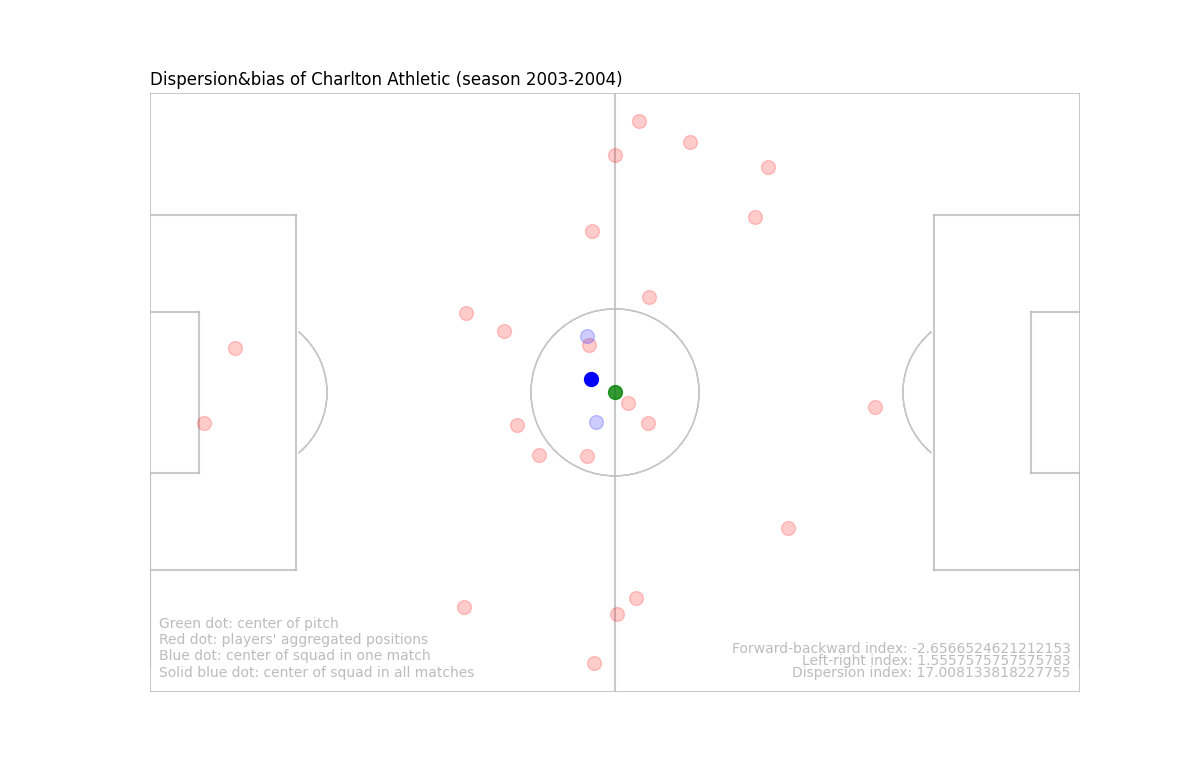 Dispersion&bias of Charlton Athletic (season 2003-2004)
Green dot: center of pitch
Red dot: players' aggregated positions
Blue dot: center of squad in one match
Solid blue dot: center of squad in all matches
Forward-backward index: -2.6566524621212153
Left-right index: 1.5557575757575783
Dispersion index: 17.008133818227755